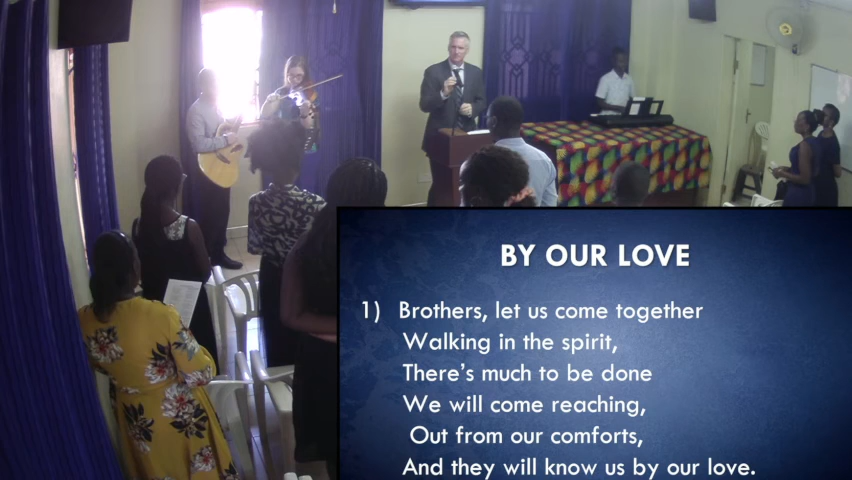 BY OUR LOVE
1) Brothers, let us come together
Walking in the spirit,
There's much to be done
We will come reaching,
Out from our comforts,
And they will know us by our love.